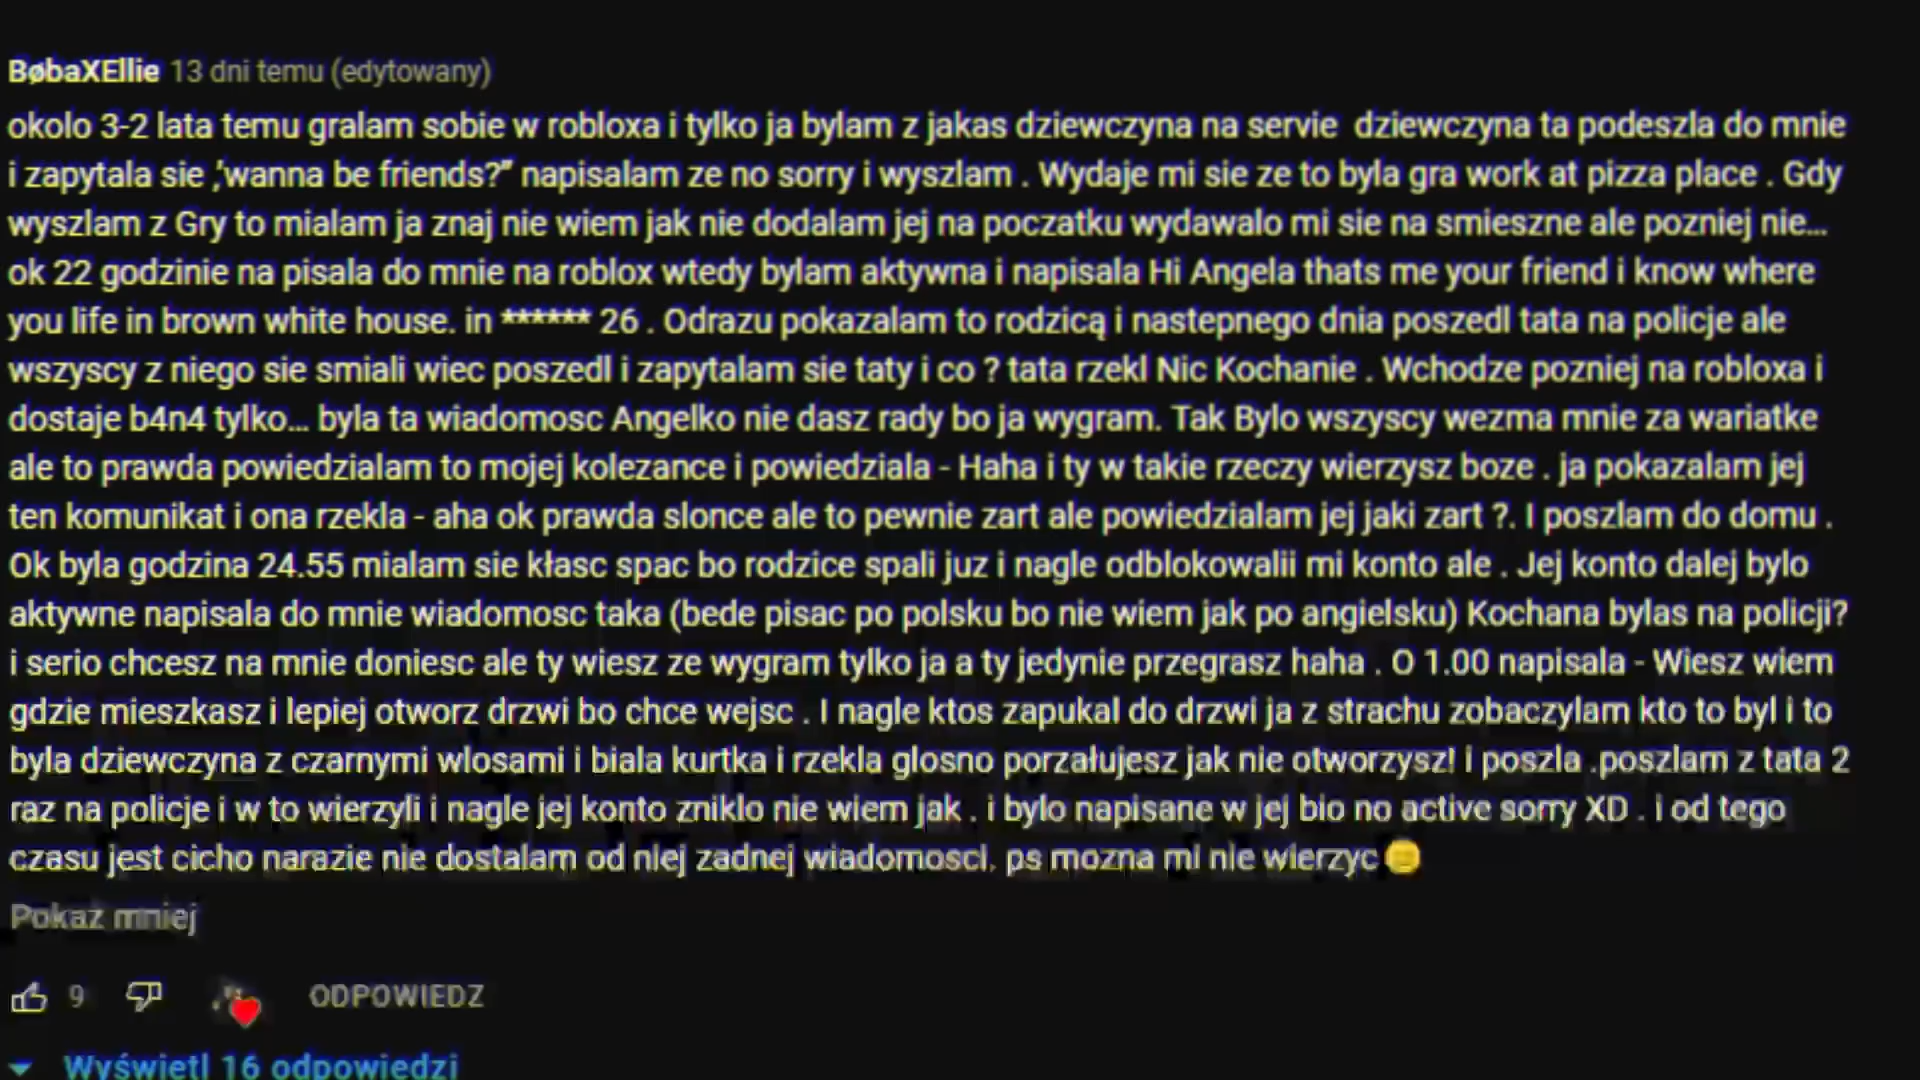 BøbaXEllie 13 dni temu (edytowany)
okolo 3-2 lata temu gralam sobie w robloxa i tylko ja bylam z jakas dziewczyna na servie dziewczyna ta podeszla do mnie
i zapytala sie ,’wanna be friends?” napisalam ze no sorry i wyszlam . Wydaje mi sie ze to byla gra work at pizza place . Gdy
wyszlam z Gry to mialam ja znaj nie wiem jak nie dodalam jej na poczatku wydawalo mi sie na smieszne ale pozniej nie...
ok 22 godzinie na pisala do mnie na roblox wtedy bylam aktywna i napisala Hi Angela thats me your friend i know where
you life in brown white house. in ****** 26 . Odrazu pokazalam to rodzicą i nastepnego dnia poszedl tata na policje ale
wszyscy z niego sie smiali wiec poszedl i zapytalam sie taty i co ? tata rzekl Nic Kochanie . Wchodze pozniej na robloxa i
dostaje b4n4 tylko... byla ta wiadomosc Angelko nie dasz rady bo ja wygram. Tak Bylo wszyscy wezma mnie za wariatke
ale to prawda powiedzialam to mojej kolezance i powiedziala - Haha i ty w takie rzeczy wierzysz boze . ja pokazalam jej
ten komunikat i ona rzekla - aha ok prawda slonce ale to pewnie zart ale powiedzialam jej jaki zart ?. I poszlam do domu .
Ok byla godzina 24.55 mialam sie kłasc spac bo rodzice spali juz i nagle odblokowalii mi konto ale . Jej konto dalej bylo
aktywne napisala do mnie wiadomosc taka (bede pisac po polsku bo nie wiem jak po angielsku) Kochana bylas na policji?
i serio chcesz na mnie doniesc ale ty wiesz ze wygram tylko ja a ty jedynie przegrasz haha . O 1.00 napisala - Wiesz wiem
gdzie mieszkasz i lepiej otworz drzwi bo chce wejsc . I nagle ktos zapukal do drzwi ja z strachu zobaczylam kto to byl i to
byla dziewczyna z czarnymi wlosami i biala kurtka i rzekla glosno porzałujesz jak nie otworzysz! I poszla .poszlam z tata 2
raz na policje i w to wierzyli i nagle jej konto zniklo nie wiem jak . i bylo napisane w jej bio no active sorry XD . i od tego
czasu jest cicho narazie nie dostalam od niej zadnej wiadomosci. ps mozna mi nie wierzyc
Pokaż mniej
9 ODPOWIEDZ
Wyświetl 16 odpowiedzi